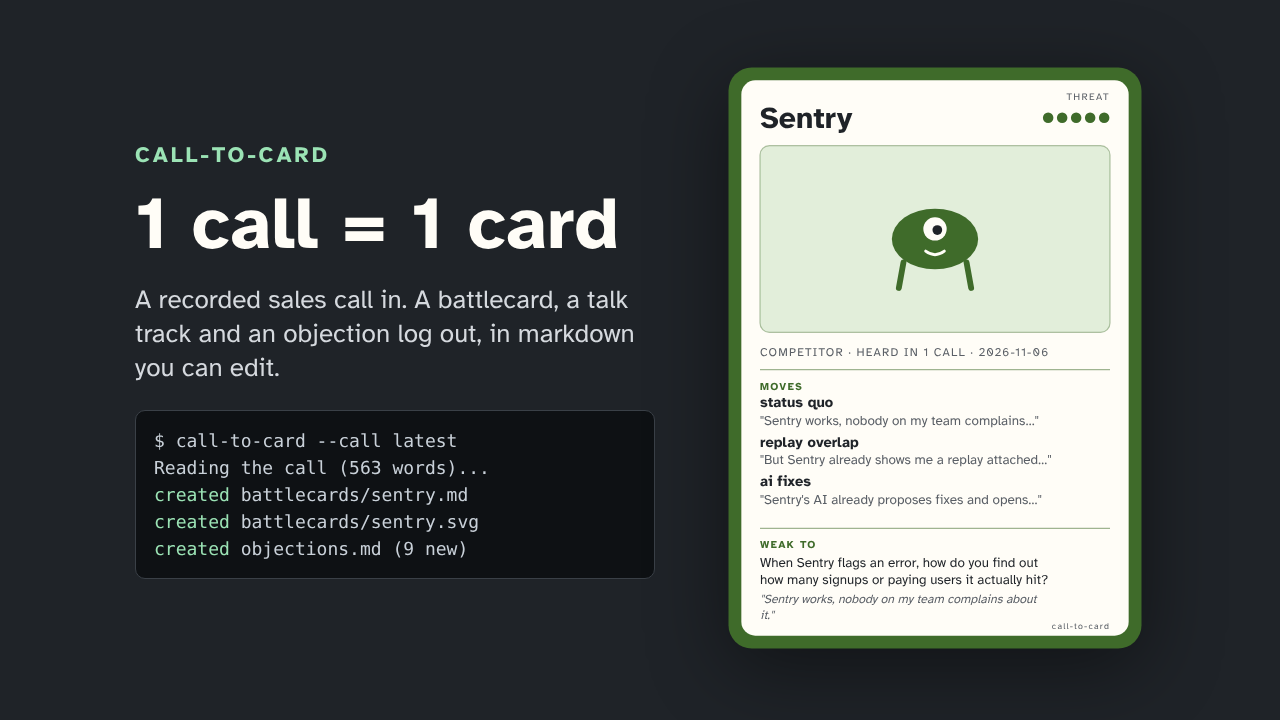 CALL-TO-CARD
1 call = 1 card
A recorded sales call in. A battlecard, a talk
track and an objection log out, in markdown
you can edit.
$ call-to-card --call latest
Reading the call (563 words)...
created battlecards/sentry.md
created battlecards/sentry.svg
created objections.md (9 new)
THREAT
Sentry
COMPETITOR · HEARD IN 1 CALL · 2026-11-06
MOVES
status quo
"Sentry works, nobody on my team complains…"
replay overlap
"But Sentry already shows me a replay attached…"
ai fixes
"Sentry's AI already proposes fixes and opens…"
WEAK TO
When Sentry flags an error, how do you find out
how many signups or paying users it actually hit?
"Sentry works, nobody on my team complains about
it."
call-to-card